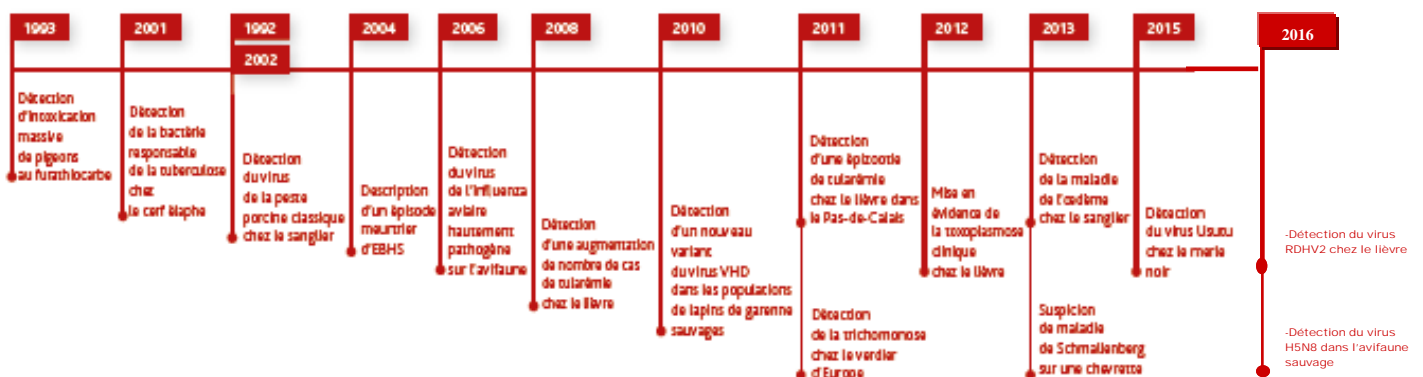 1993
Détection
d'intoxication
massive
de pigeons
au furathiocarbe
2001
Détection
de la bactérie
responsable
de la tuberculose
chez
le cerf élaphe
1992
2002
Détection
du virus
de la peste
porcine classique
chez le sanglier
2004
Description
d'un épisode
meurtrier
d'EBHS
2006
Détection
du virus
de l'influenza
aviaire
hautement
pathogène
sur l'avifaune
2008
Détection
d'une augmentation
de nombre de cas
de tularémie
chez le lièvre
2010
Détection
d'un nouveau
variant
du virus VHD
dans les populations
de lapins de garenne
sauvages
2011
Détection
d'une épizootie
de tularémie
chez le lièvre dans
le Pas-de-Calais
Détection
de la trichomonose
chez le verdier
d'Europe
2012
Mise en
évidence de
la toxoplasmose
clinique
chez le lièvre
2013
Détection
de la maladie
de l'œdème
chez le sanglier
Suspicion
de maladie
de Schmallenberg
sur une chevrette
2015
Détection
du virus Usutu
chez le merle
noir
2016
-Détection du virus
RDHV2 chez le lièvre
-Détection du virus
H5N8 dans l'avifaune
sauvage